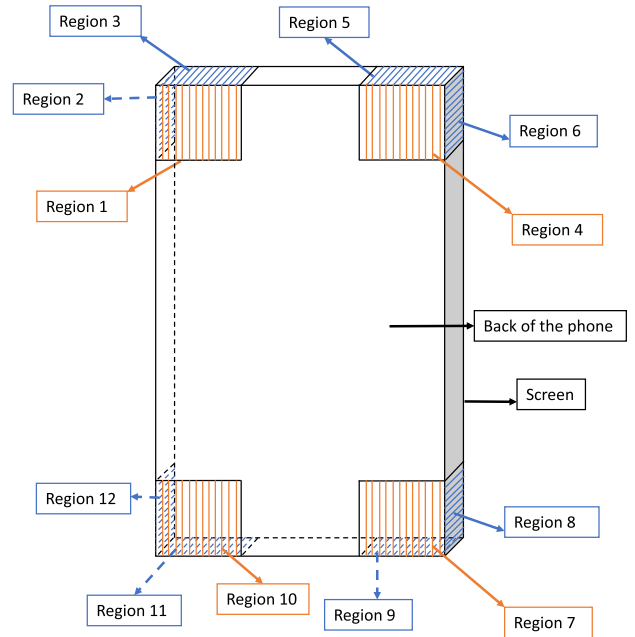 Region 3
Region 5
Region 2
Region 6
Region 1
Region 4
Back of the phone
Screen
Region 12
Region 8
Region 11
Region 10
Region 9
Region 7